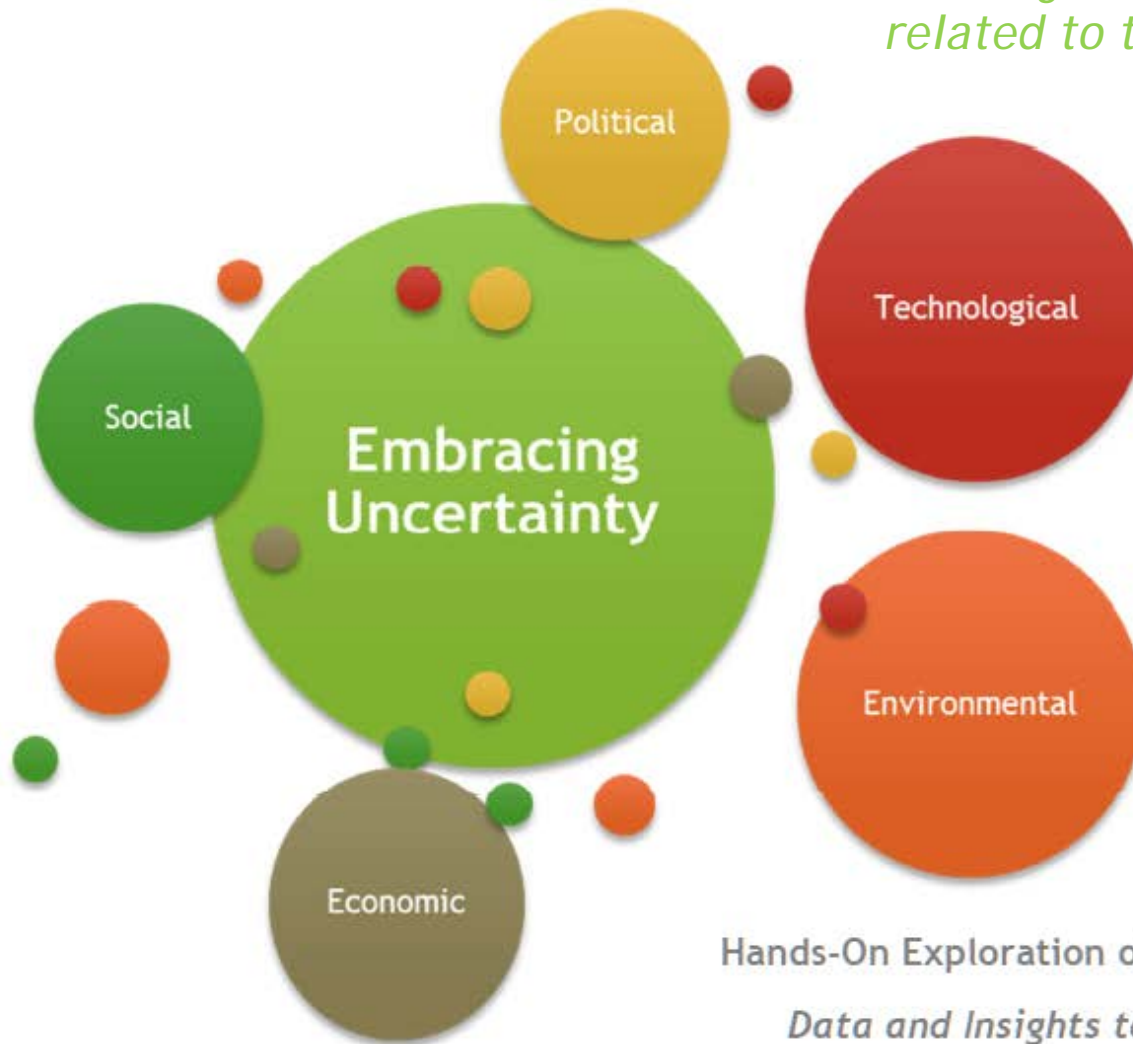 related to t
Political
Technological
Social
Embracing
Uncertainty
Environmental
Economic
Hands-On Exploration o
Data and Insights t